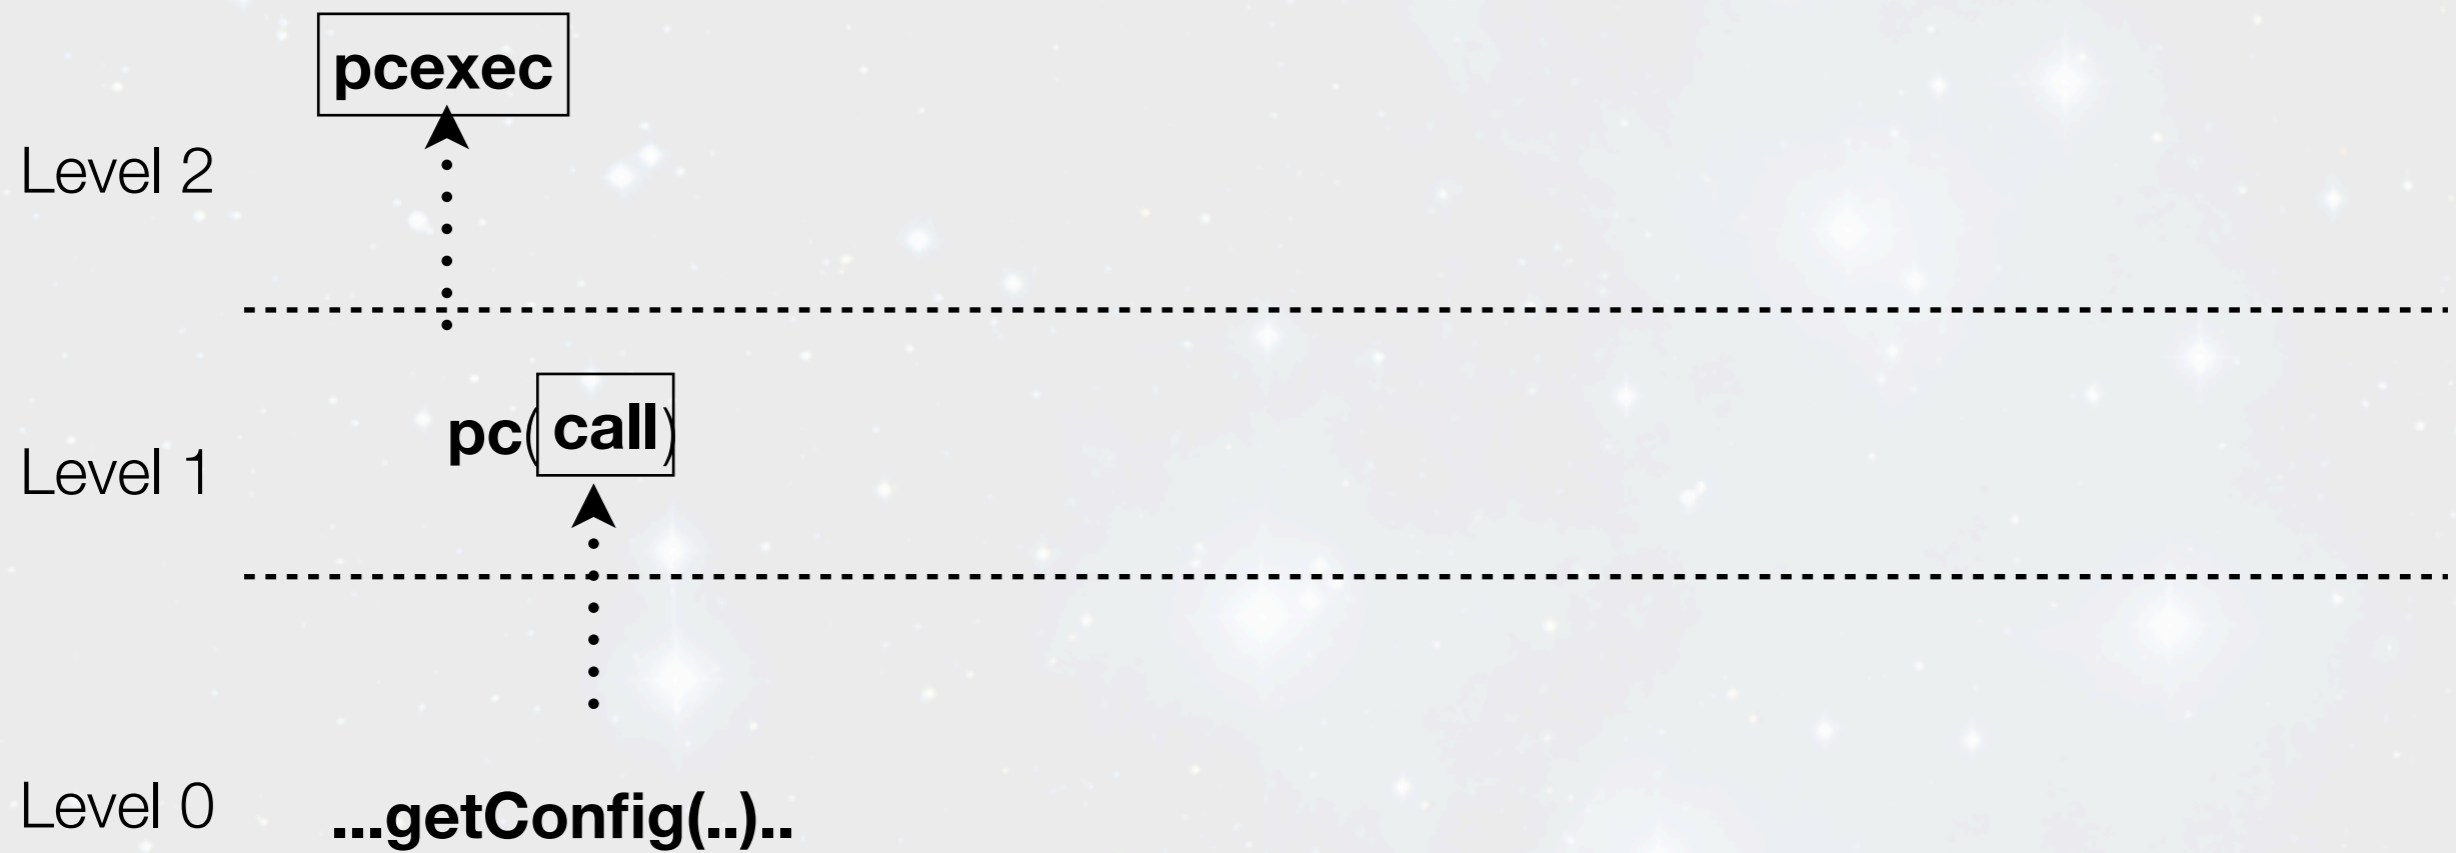 pcexec
Level 2
pc( call)
Level 1
Level 0 ...getConfig(..)..